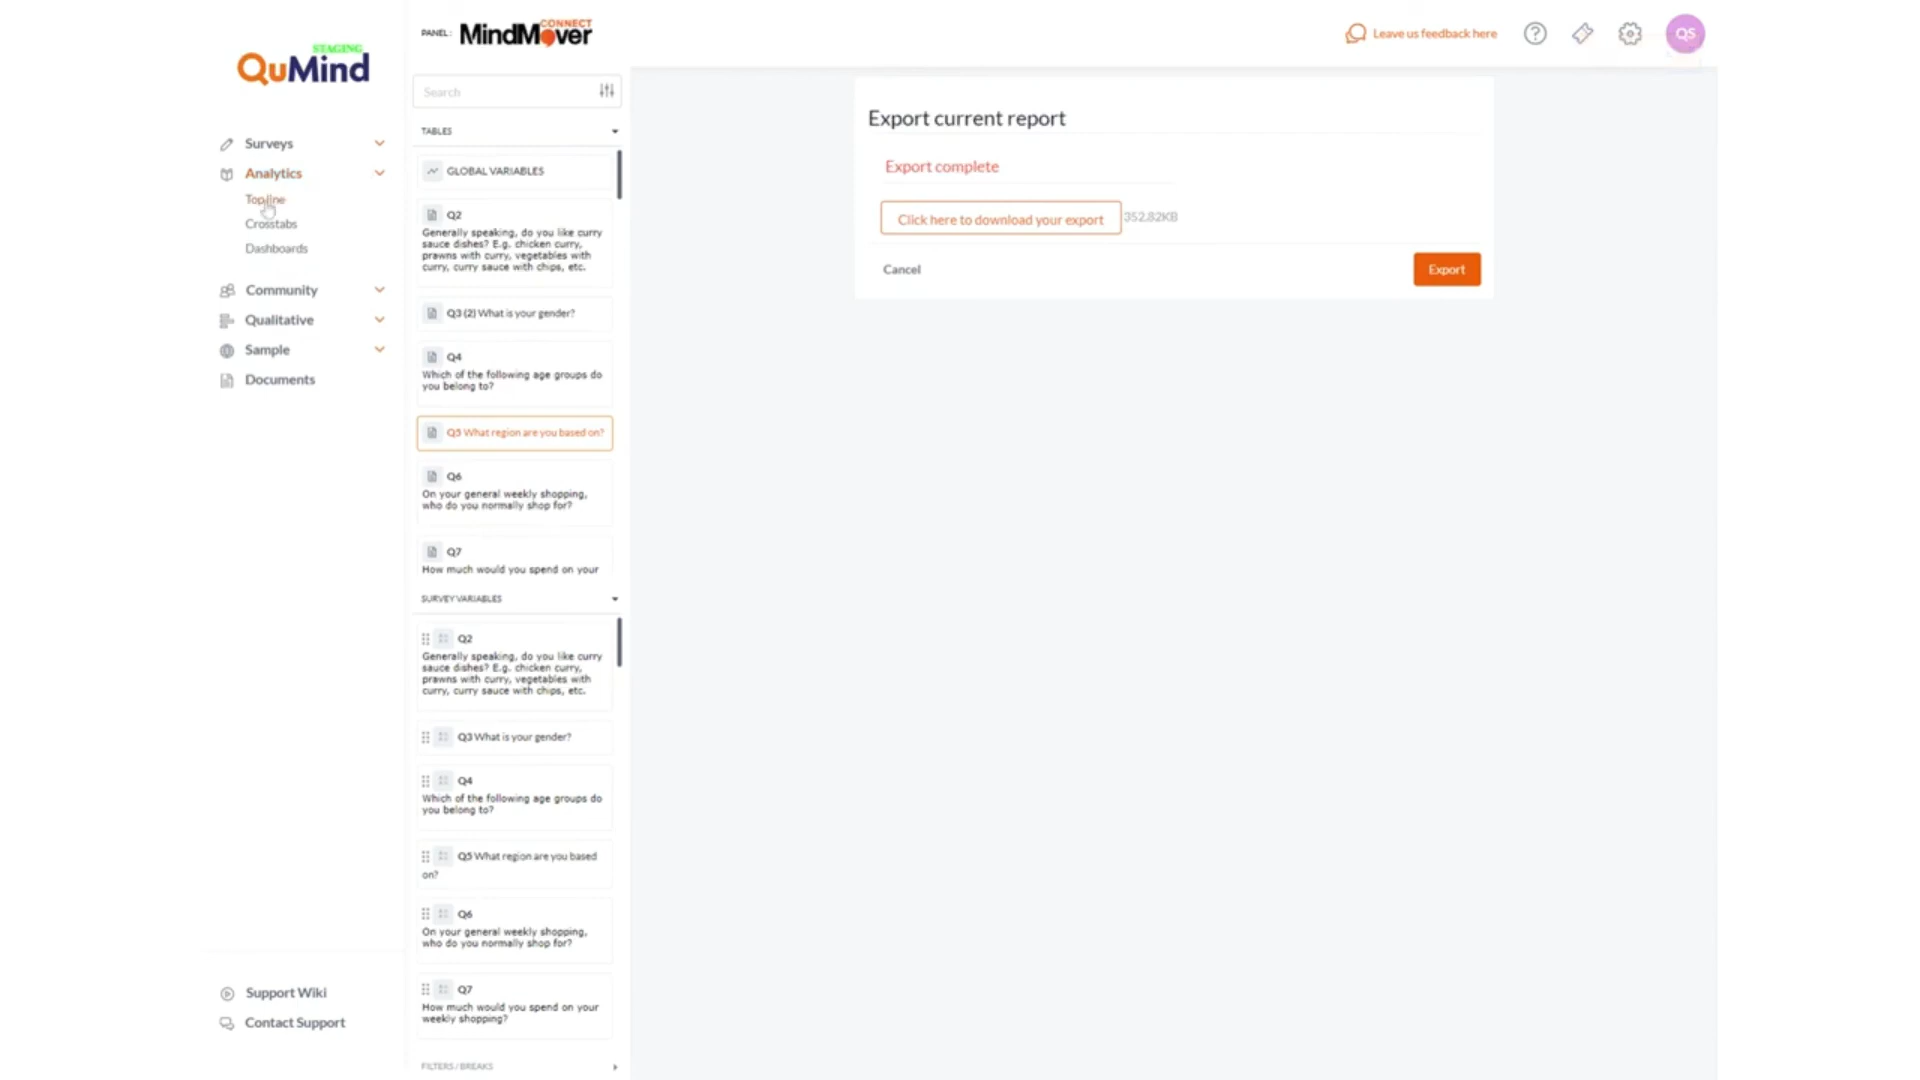 STAGING
QuMind
Surveys
Analytics
Topline
Crosstabs
Dashboards
Community
Qualitative
Sample
Documents
Support Wiki
Contact Support
PANEL: MindMover CONNECT
Search
TABLES
GLOBAL VARIABLES
Q2
Generally speaking, do you like curry
sauce dishes? E.g. chicken curry,
prawns with curry, vegetables with
curry, curry sauce with chips, etc.
Q3 (2) What is your gender?
Q4
Which of the following age groups do
you belong to?
Q5 What region are you based on?
Q6
On your general weekly shopping,
who do you normally shop for?
Q7
How much would you spend on your
SURVEY VARIABLES
Q2
Generally speaking, do you like curry
sauce dishes? E.g. chicken curry,
prawns with curry, vegetables with
curry, curry sauce with chips, etc.
Q3 What is your gender?
Q4
Which of the following age groups do
you belong to?
Q5 What region are you based
on?
Q6
On your general weekly shopping,
who do you normally shop for?
Q7
How much would you spend on your
weekly shopping?
FILTERS / BREAKS
Leave us feedback here
QS
Export current report
Export complete
Click here to download your export 352.82KB
Cancel
Export